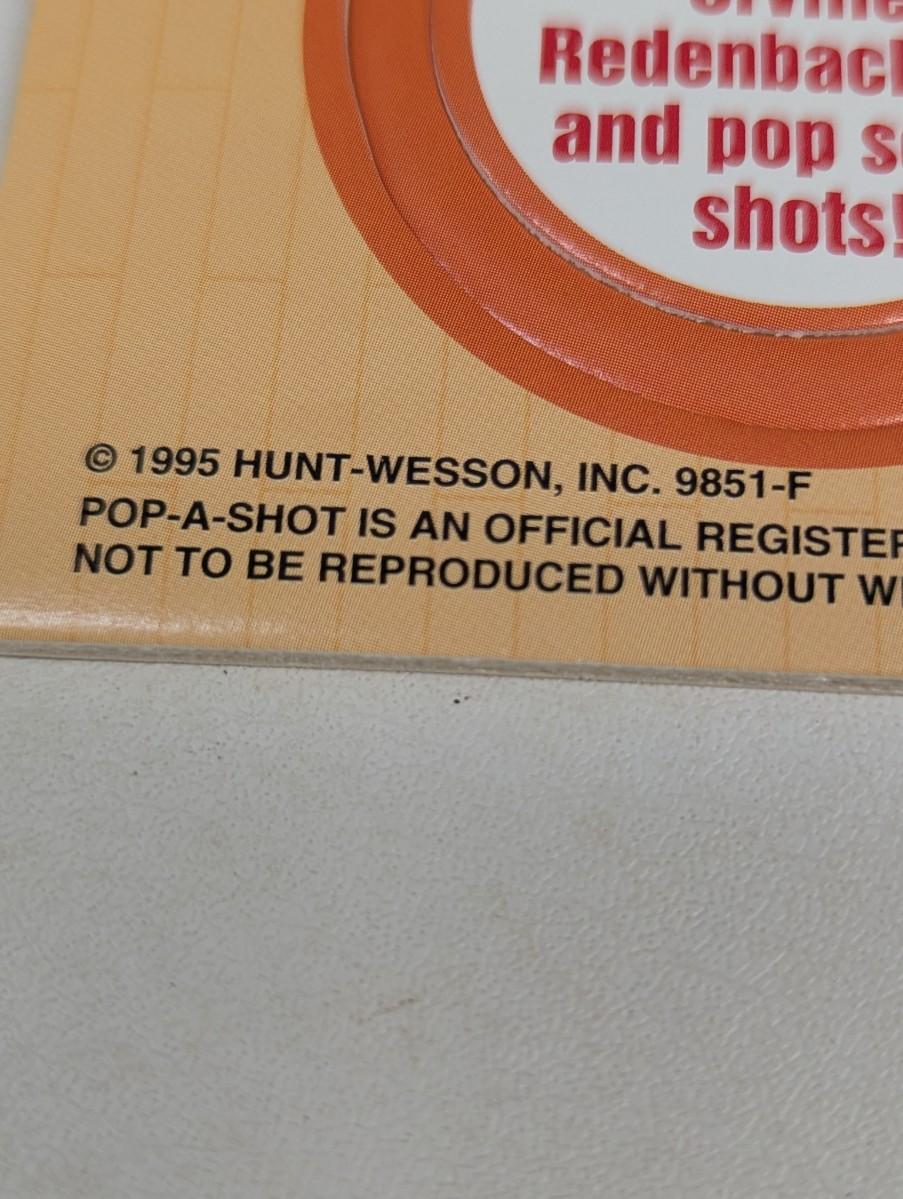 Redenbac
and pop s
shots!
© 1995 HUNT-WESSON, INC. 9851-F
POP-A-SHOT IS AN OFFICIAL REGISTER
NOT TO BE REPRODUCED WITHOUT W